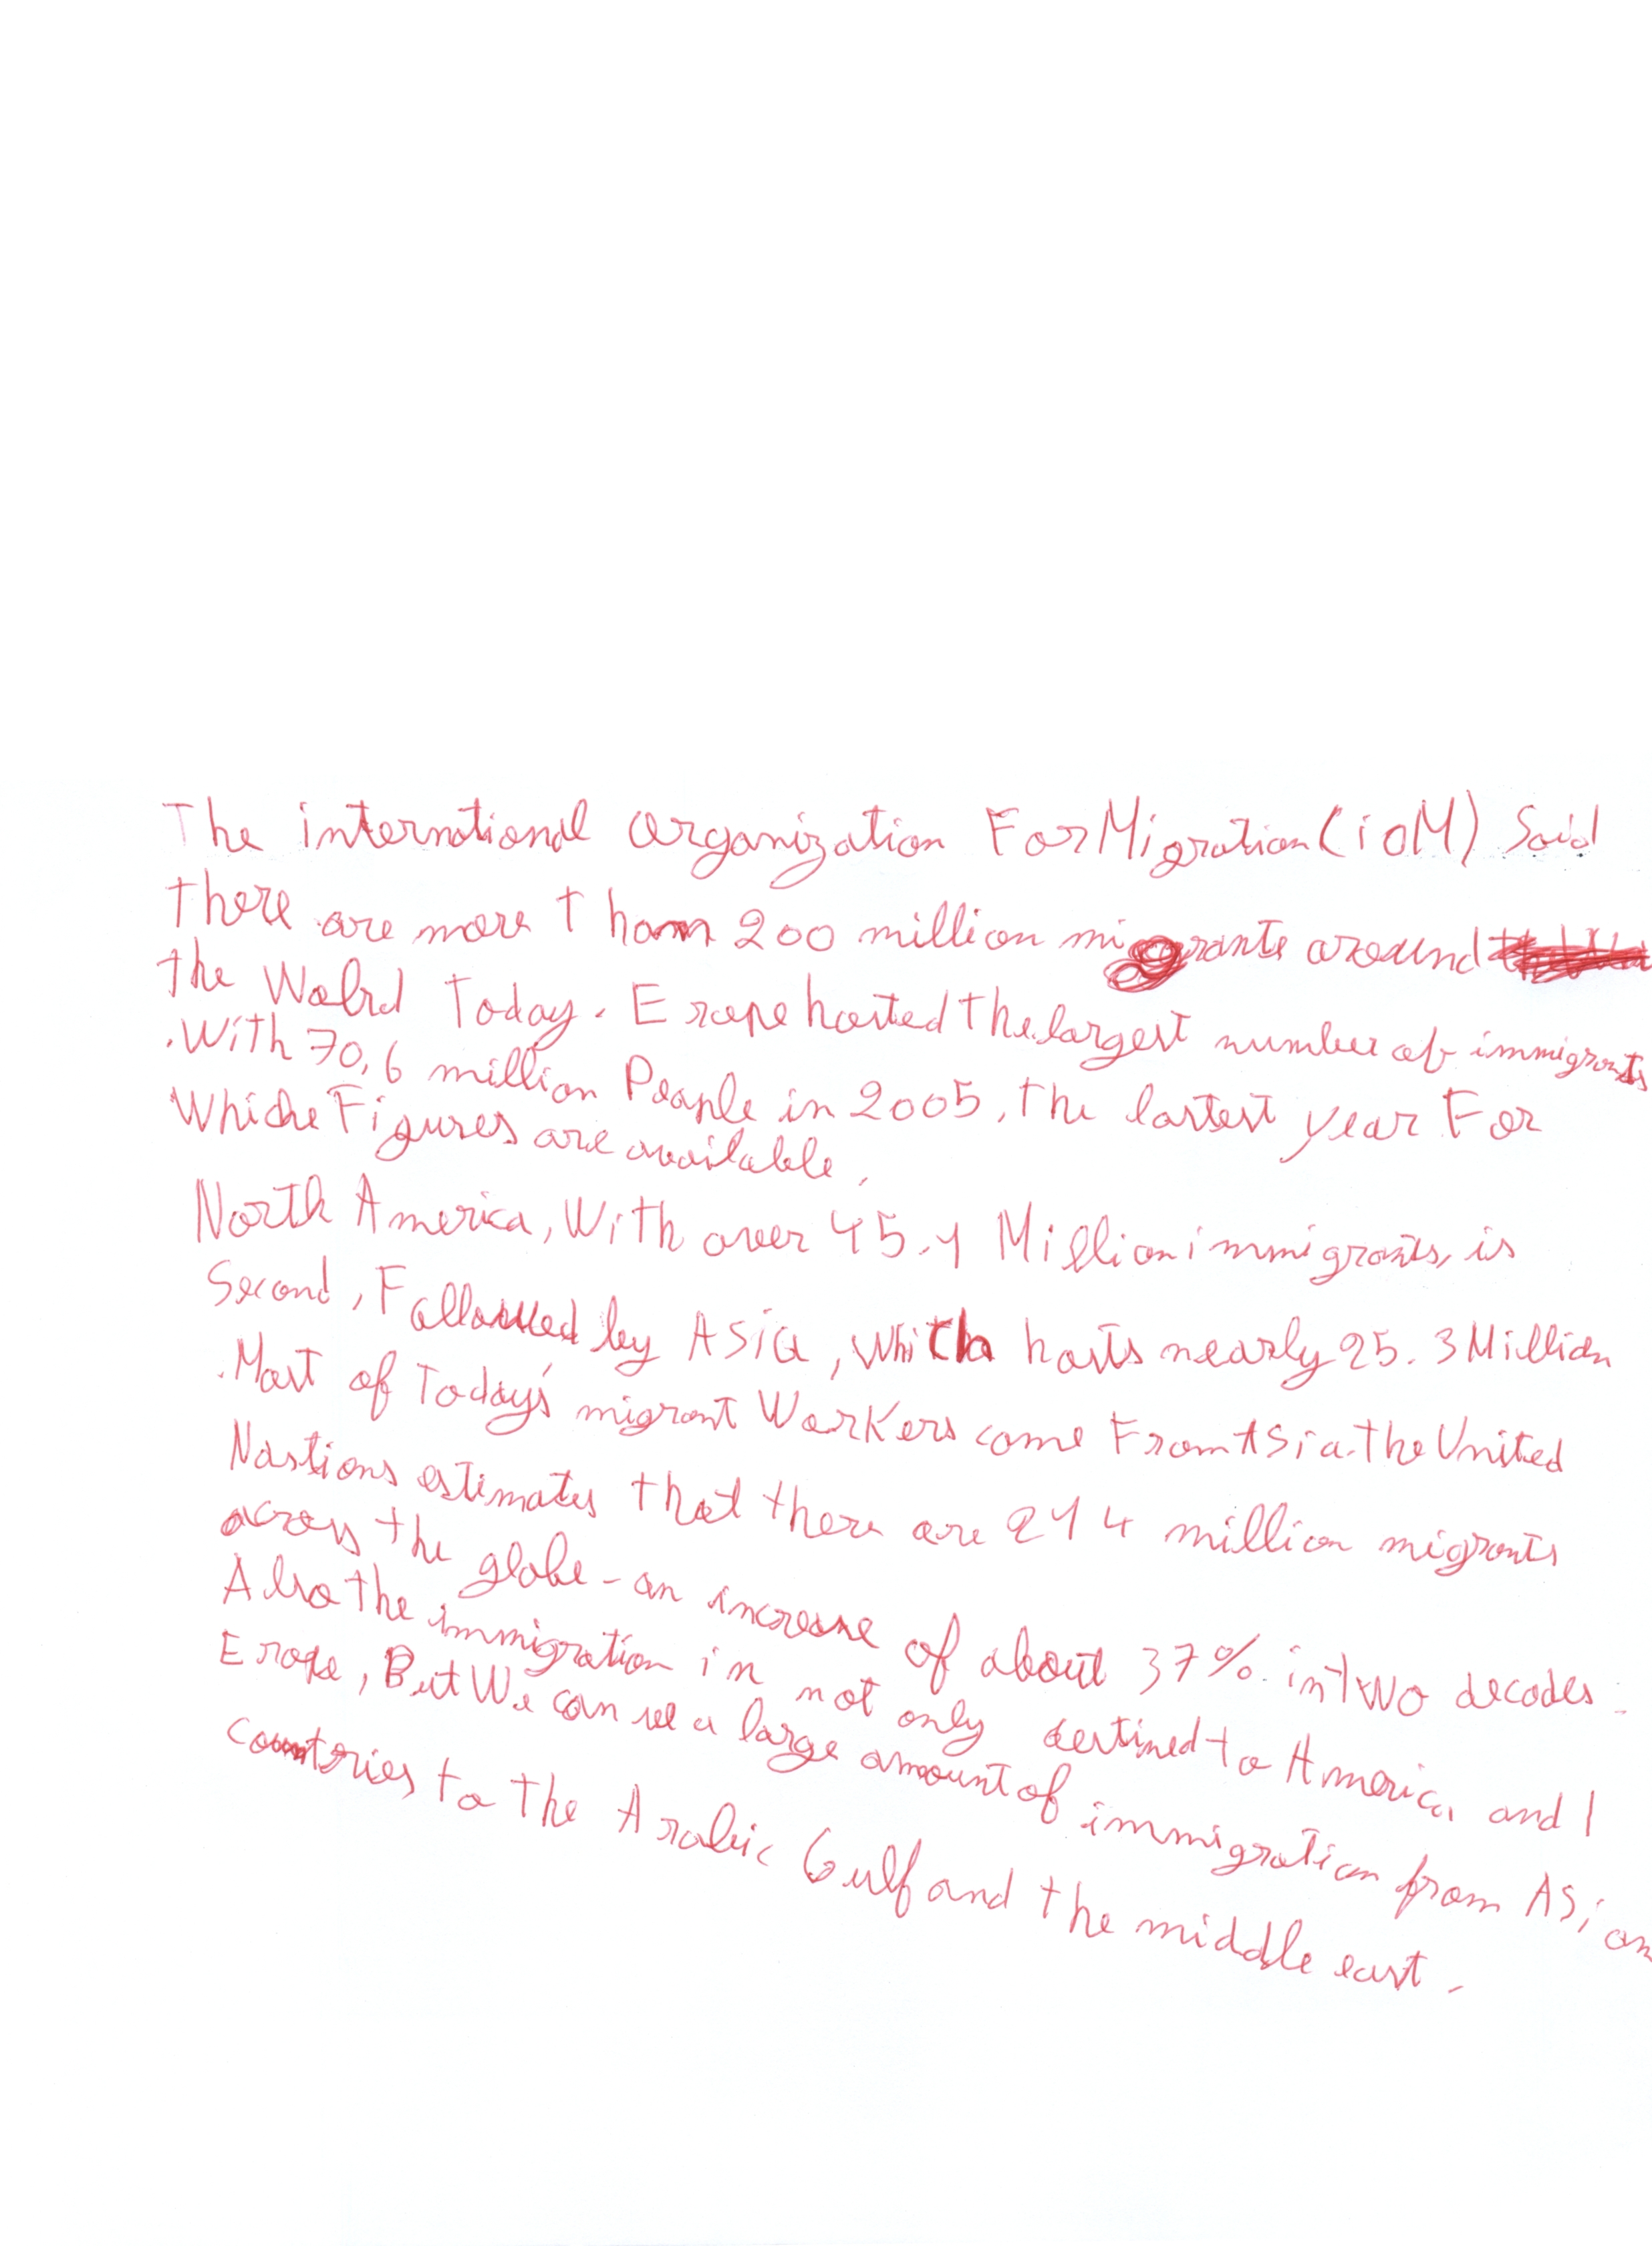 The international organization For Migration (ioM) Said
there are more than 200 million migrants around
the Wolrd Today. Erope hosted the largest number of immigrants
.With 70,6 million People in 2005, the lastest year For
Whiche Figures are available.
North America, With over 45.1 Million immigrants, is
Second, Followed by ASia, which hosts nearly 25.3 Million
.Most of Today's migrant WorKers come From ASia. the United
Nastions estimates that there are 214 million migrants
across the globe - an increase of about 37% in two decades.
Also the immigration in not only destined to America and
Erope, But We can see a large amount of immigration from ASian
countries to the Arabic Gulf and the middle east.